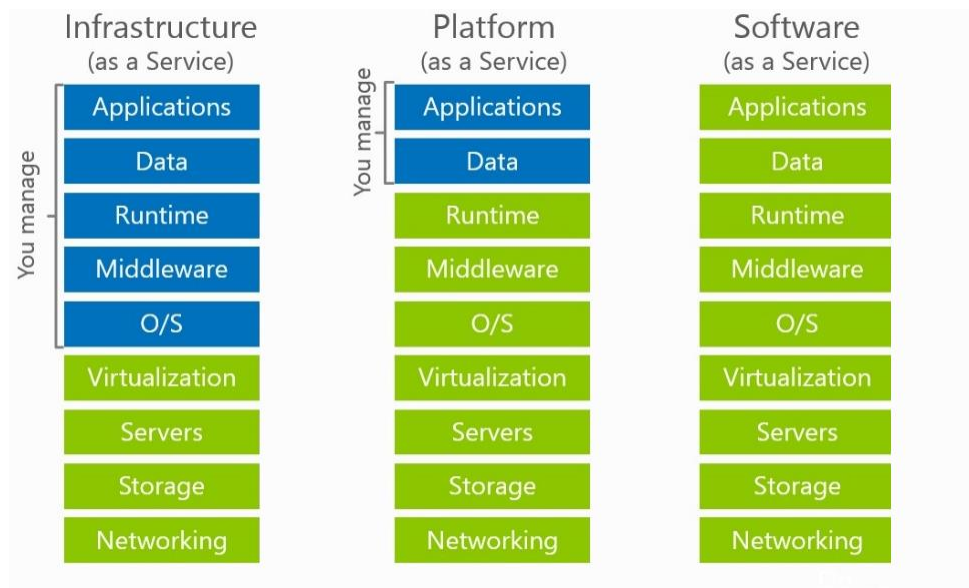 Infrastructure
(as a Service)
You manage
Applications
Data
Runtime
Middleware
O/S
Virtualization
Servers
Storage
Networking
Platform
(as a Service)
You manage
Applications
Data
Runtime
Middleware
O/S
Virtualization
Servers
Storage
Networking
Software
(as a Service)
Applications
Data
Runtime
Middleware
O/S
Virtualization
Servers
Storage
Networking